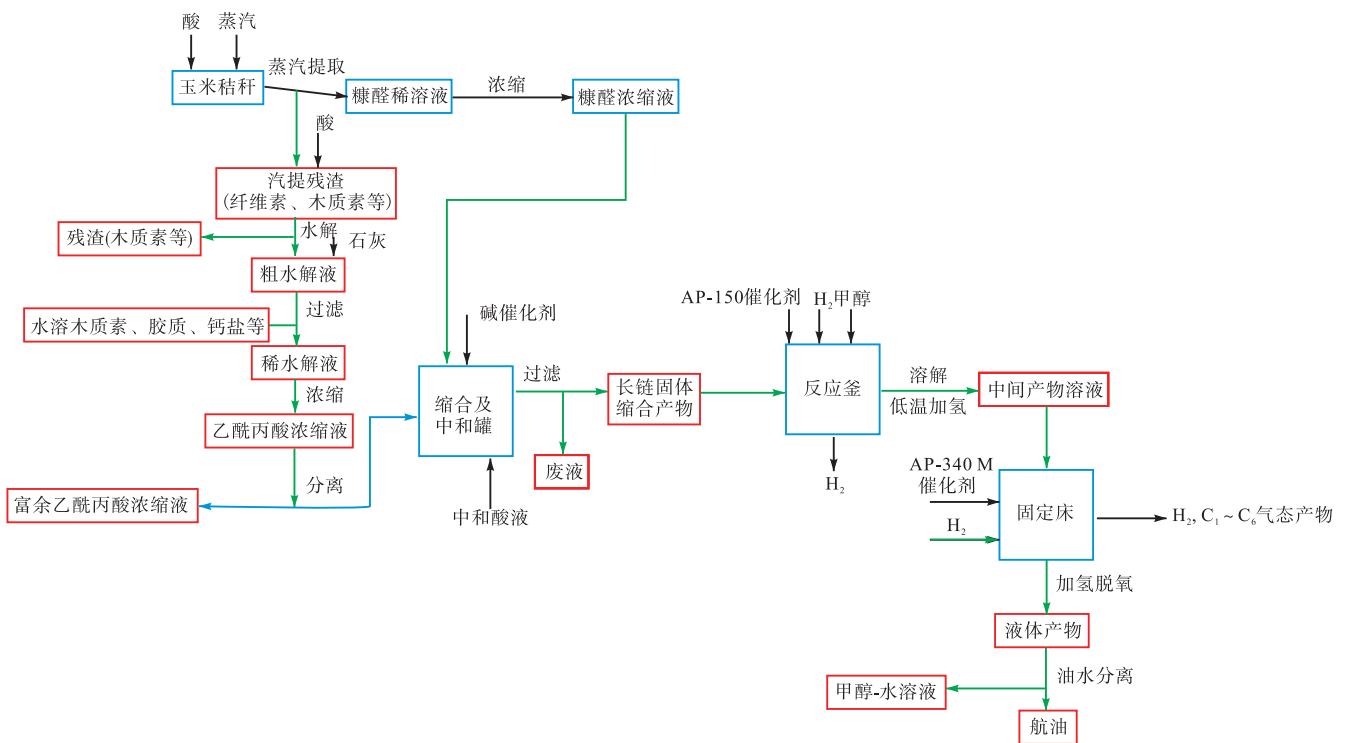 酸
蒸汽
玉米秸秆
蒸汽提取
糠醛稀溶液
浓缩
糠醛浓缩液
酸
汽提残渣
(纤维素、木质素等)
残渣(木质素等)
水解
石灰
粗水解液
过滤
水溶木质素、胶质、钙盐等
稀水解液
浓缩
乙酰丙酸浓缩液
分离
富余乙酰丙酸浓缩液
碱催化剂
缩合及
中和罐
中和酸液
过滤
废液
长链固体
缩合产物
AP-150催化剂
H₂甲醇
反应釜
H₂
溶解
低温加氢
中间产物溶液
AP-340 M
催化剂
H₂
固定床
H₂, C₁~C₆气态产物
加氢脱氧
液体产物
油水分离
甲醇-水溶液
航油